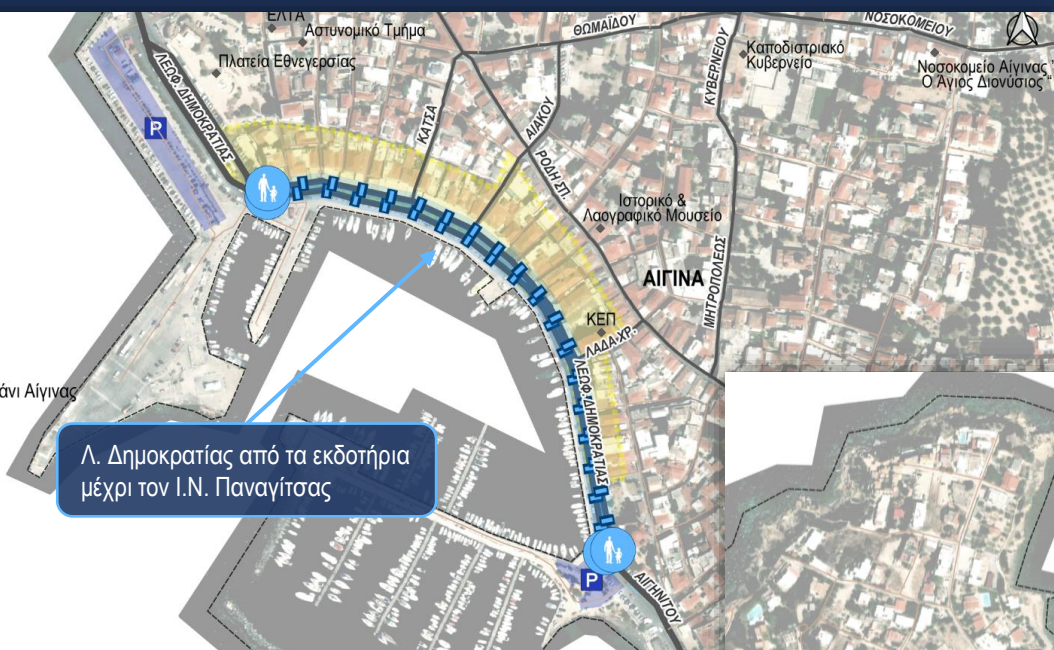 ΕΛΤΑ
Αστυνομικό Τμήμα
Πλατεία Εθνεγερσίας
ΛΕΩΦ. ΔΗΜΟΚΡΑΤΙΑΣ
P
ΚΑΤΣΑ
ΑΙΑΚΟΥ
ΘΩΜΑΪΔΟΥ
ΡΟΔΗ ΣΠ.
ΚΥΒΕΡΝΕΙΟΥ
Καποδιστριακό
Κυβερνείο
ΝΟΣΟΚΟΜΕΙΟΥ
Νοσοκομείο Αίγινας "
Ο Άγιος Διονύσιος "
Ιστορικό &
Λαογραφικό Μουσείο
ΑΙΓΙΝΑ
ΜΗΤΡΟΠΟΛΕΩΣ
ΚΕΠ
ΛΑΔΑ ΧΡ.
ΛΕΩΦ. ΔΗΜΟΚΡΑΤΙΑΣ
άνι Αίγινας
Λ. Δημοκρατίας από τα εκδοτήρια
μέχρι τον Ι.Ν. Παναγίτσας
P
ΑΙΓΗΝΙΤΟΥ